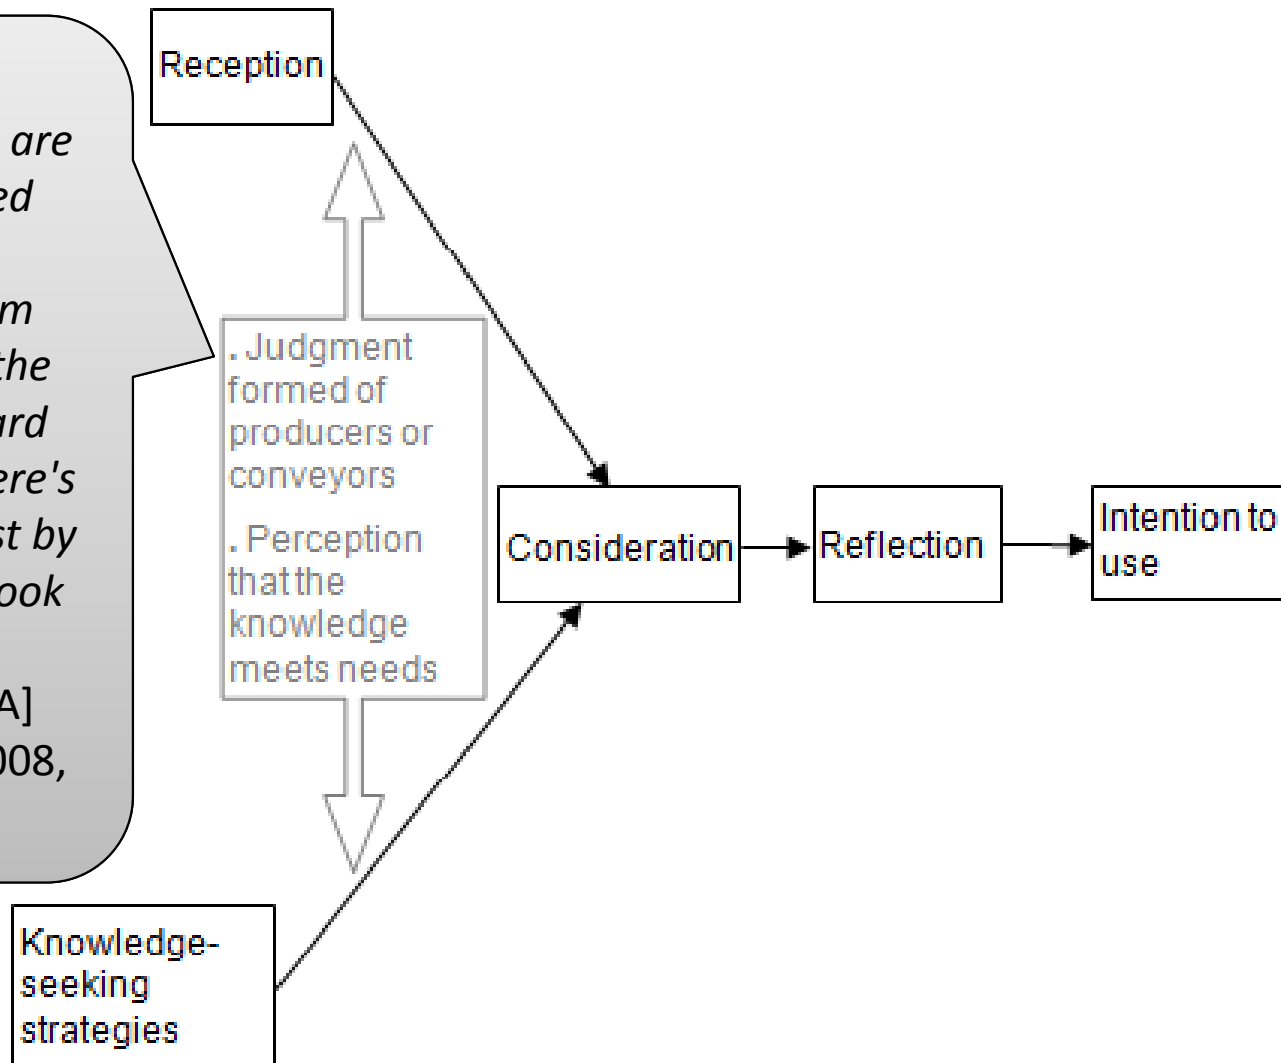 Reception
are
ed
m
the
ard
ere's
st by
ook
A]
008,
. Judgment
formed of
producers or
conveyors
. Perception
that the
knowledge
meets needs
Consideration
Reflection
Intention to
use
Knowledge-
seeking
strategies